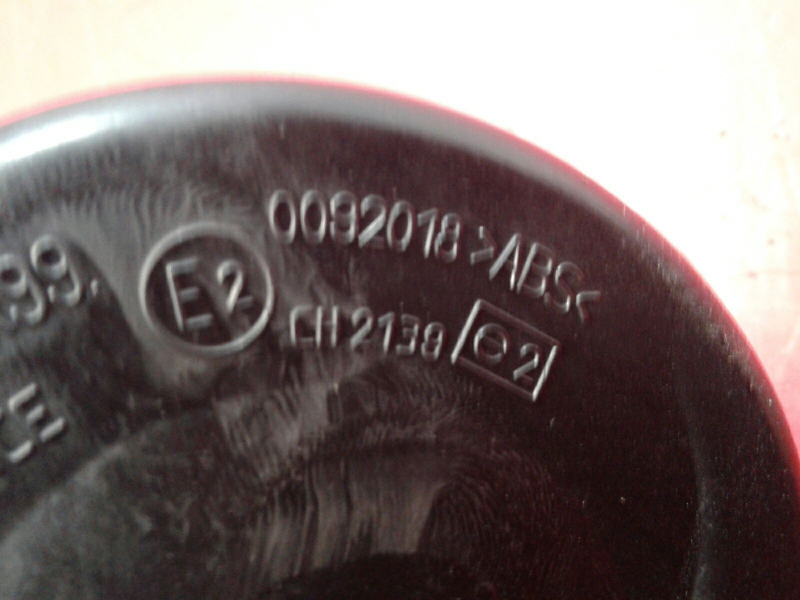 0092018 >ABS<
99. E2
CH2138 ⊖2
CE